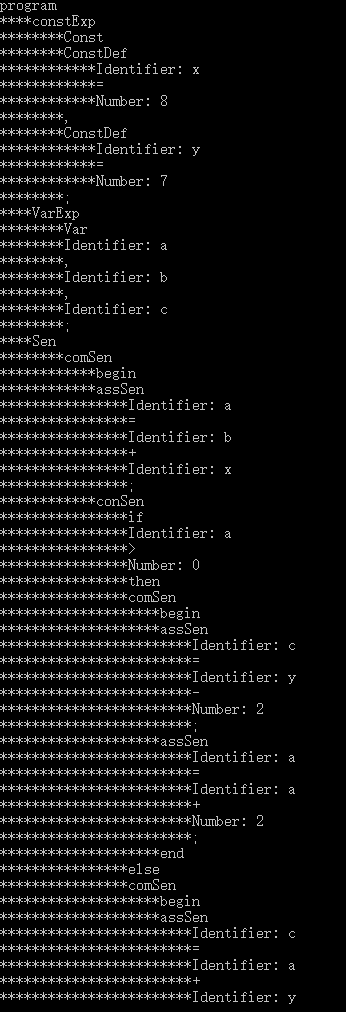 program
****constExp
********Const
********ConstDef
************Identifier: x
************=
************Number: 8
********,
********ConstDef
************Identifier: y
************=
************Number: 7
********;
****VarExp
********Var
********Identifier: a
********,
********Identifier: b
********,
********Identifier: c
********;
****Sen
********comSen
************begin
************assSen
****************Identifier: a
****************=
****************Identifier: b
****************+
****************Identifier: x
****************;
************conSen
****************if
****************Identifier: a
****************>
****************Number: 0
****************then
****************comSen
********************begin
********************assSen
************************Identifier: c
************************=
************************Identifier: y
************************-
************************Number: 2
************************;
********************assSen
************************Identifier: a
************************=
************************Identifier: a
************************+
************************Number: 2
************************;
********************end
****************else
****************comSen
********************begin
********************assSen
************************Identifier: c
************************=
************************Identifier: a
************************+
************************Identifier: y